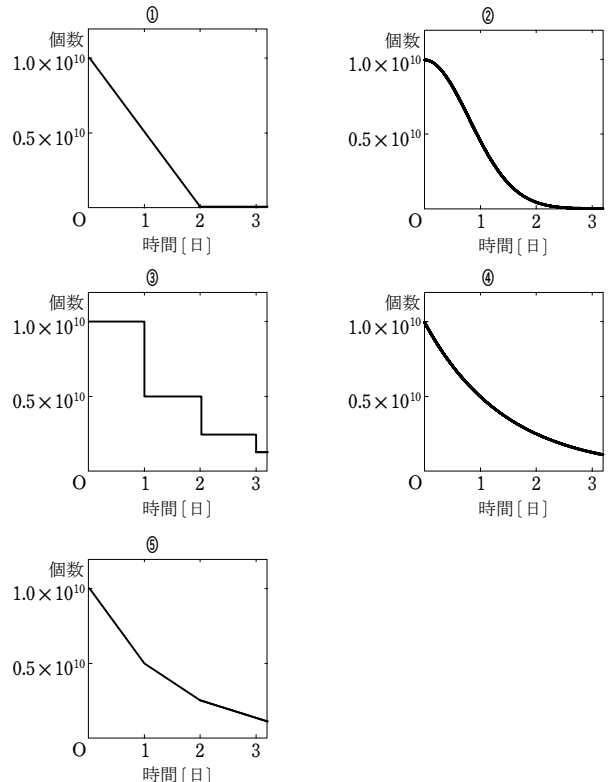 ①
個数
1.0×10¹⁰
0.5×10¹⁰
O 1 2 3
時間[日]
②
個数
1.0×10¹⁰
0.5×10¹⁰
O 1 2 3
時間[日]
③
個数
1.0×10¹⁰
0.5×10¹⁰
O 1 2 3
時間[日]
④
個数
1.0×10¹⁰
0.5×10¹⁰
O 1 2 3
時間[日]
⑤
個数
1.0×10¹⁰
0.5×10¹⁰
O 1 2 3
時間[日]